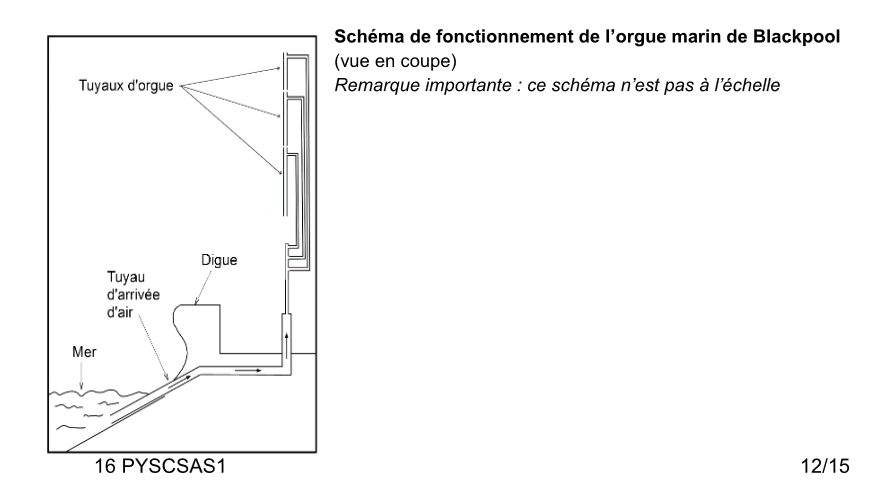 Schéma de fonctionnement de l’orgue marin de Blackpool
(vue en coupe)
Remarque importante : ce schéma n’est pas à l’échelle
Tuyaux d'orgue
Digue
Tuyau
d'arrivée
d'air
Mer
16 PYSCSAS1
12/15